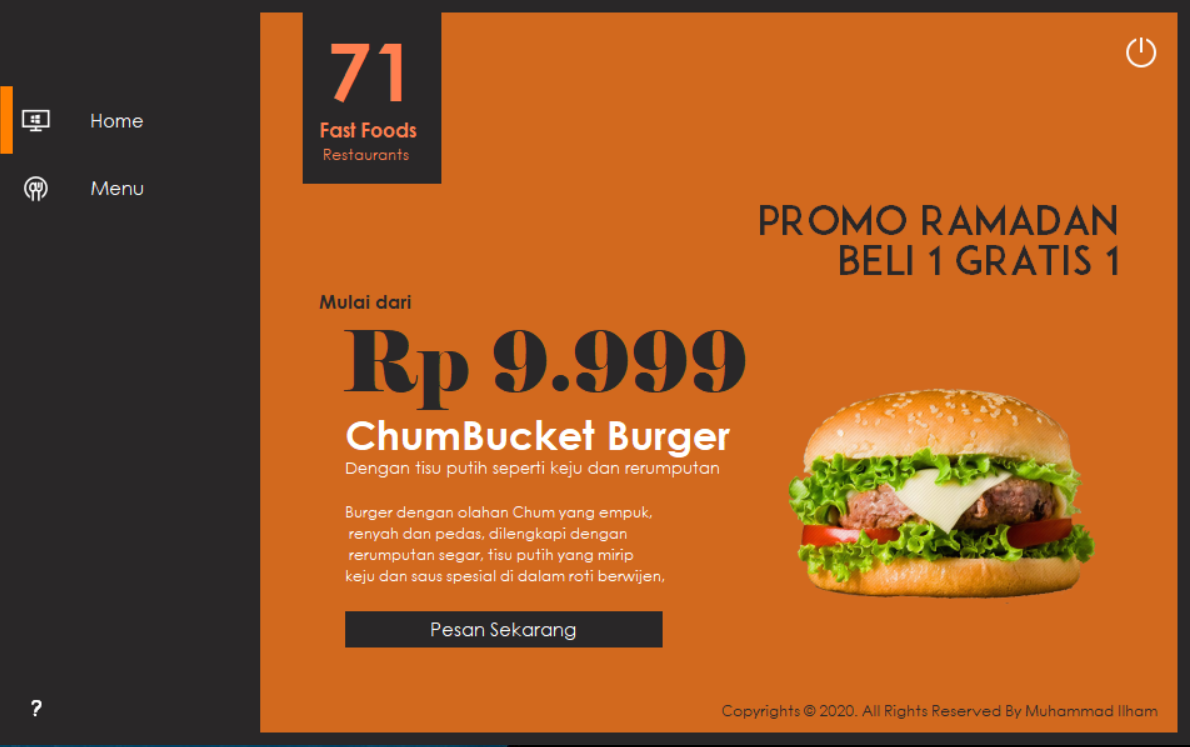 71
Fast Foods
Restaurants
Home
Menu
PROMO RAMADAN
BELI 1 GRATIS 1
Mulai dari
Rp 9.999
ChumBucket Burger
Dengan tisu putih seperti keju dan rerumputan
Burger dengan olahan Chum yang empuk,
renyah dan pedas, dilengkapi dengan
rerumputan segar, tisu putih yang mirip
keju dan saus spesial di dalam roti berwijen,
Pesan Sekarang
?
Copyrights © 2020. All Rights Reserved By Muhammad Ilham